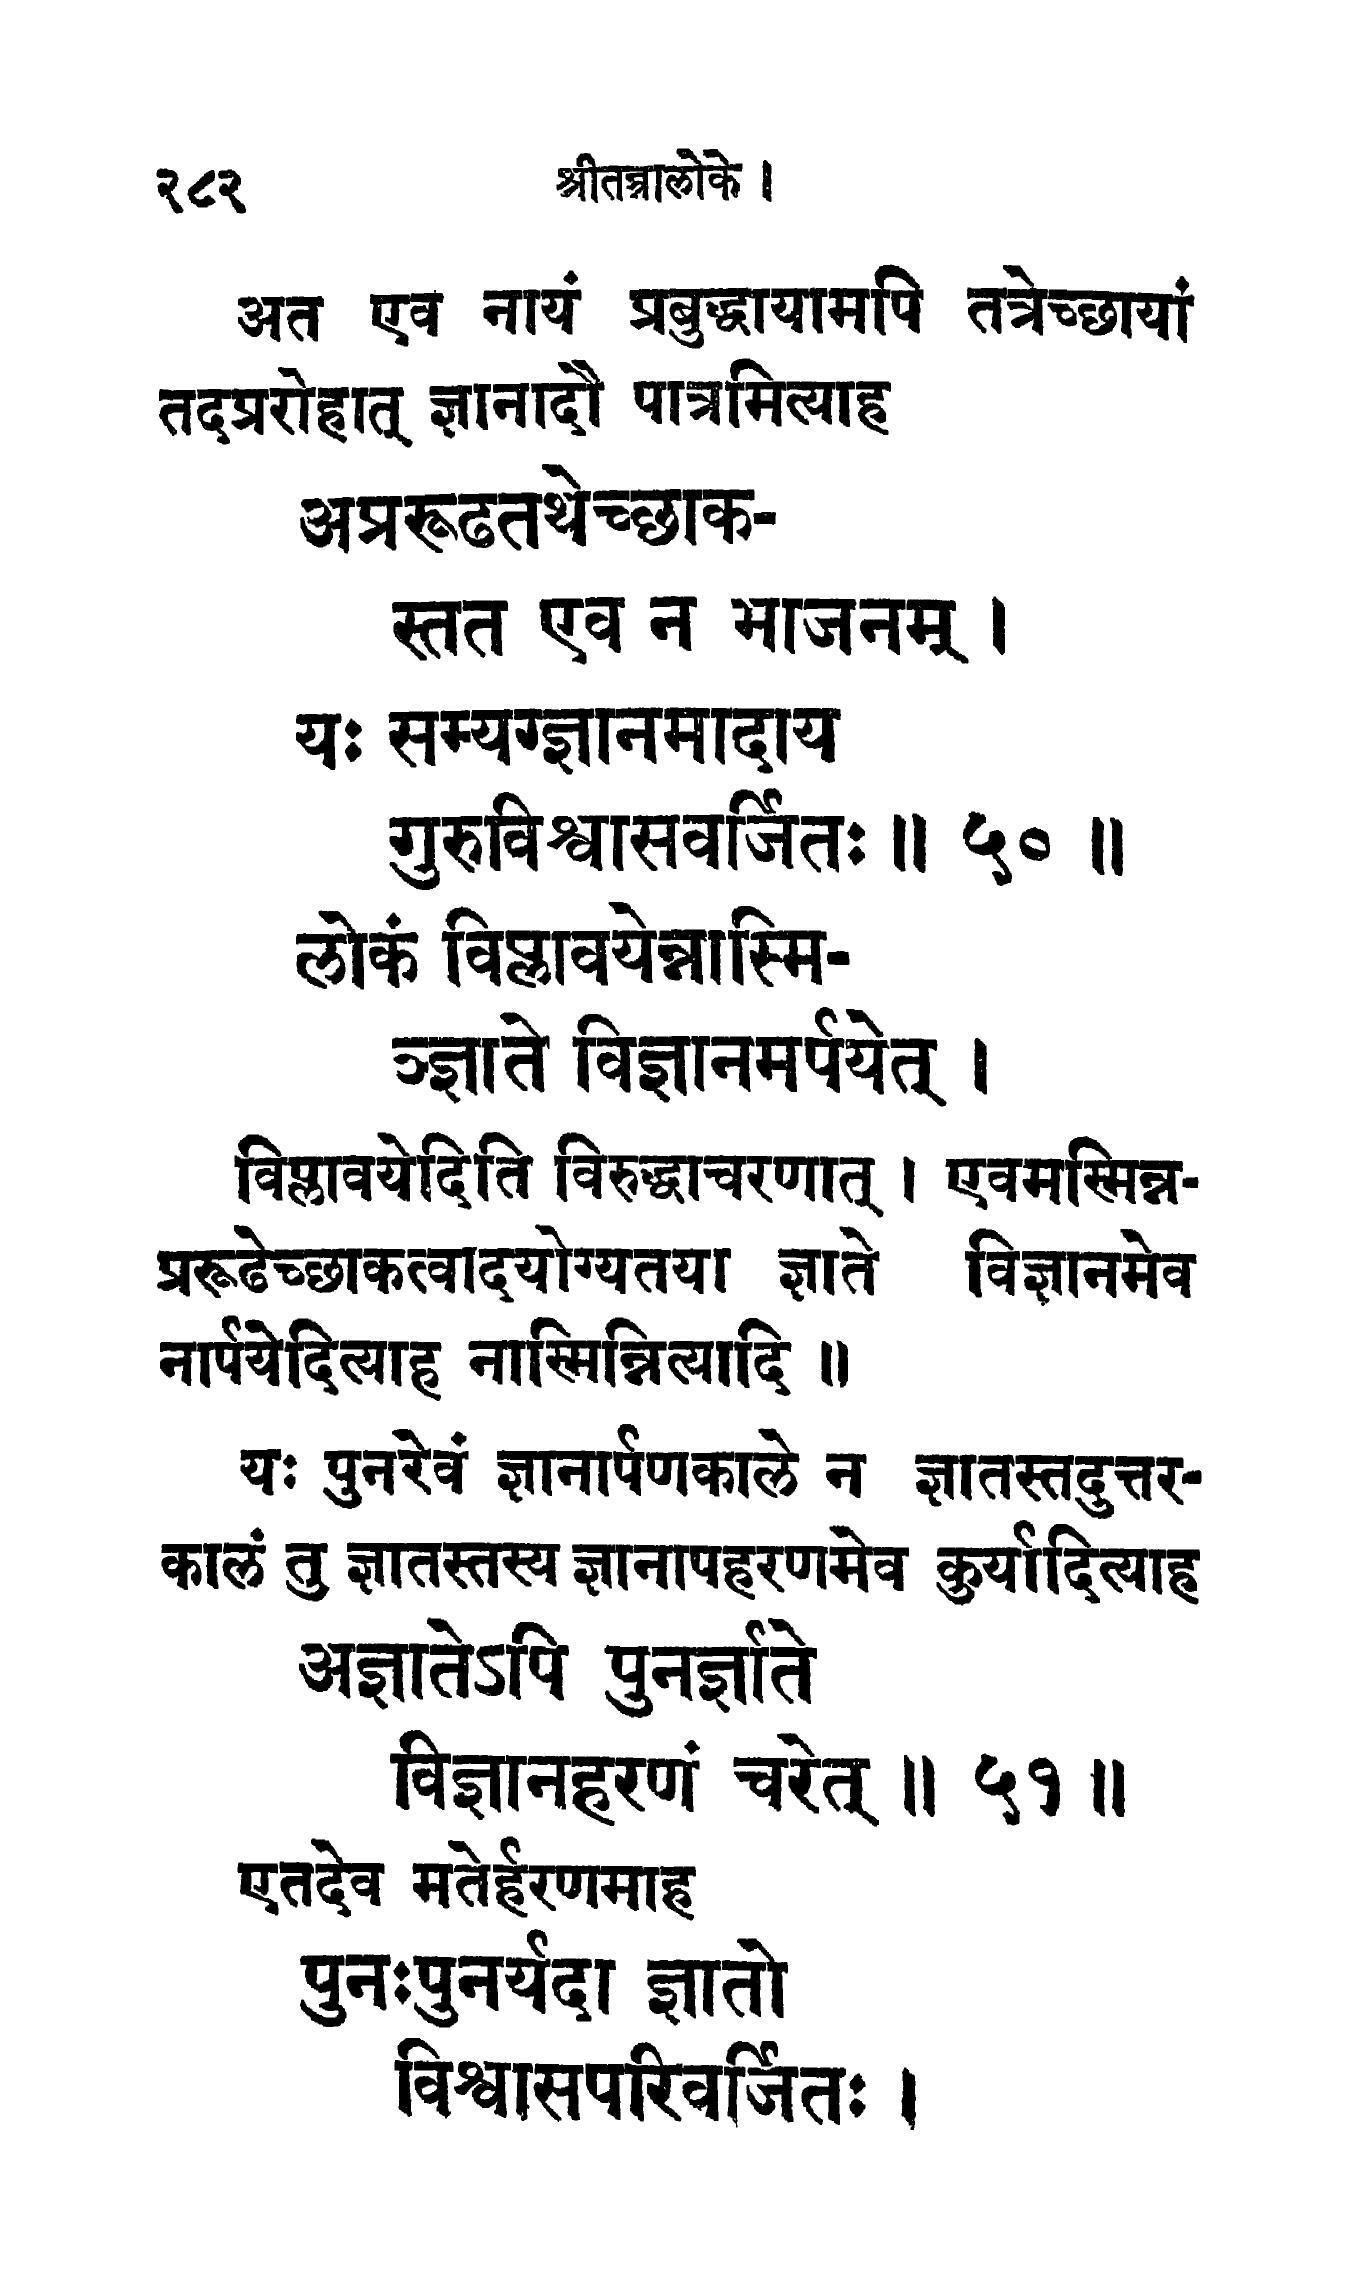 २८२ श्रीतन्त्रालोके ।
अत एव नायं प्रबुद्धायामपि तत्रेच्छायां
तदप्ररोहात् ज्ञानादौ पात्रमित्याह
अप्ररूढतथेच्छाक-
स्तत एव न भाजनम् ।
यः सम्यग्ज्ञानमादाय
गुरुविश्वासवर्जितः ॥ ५० ॥
लोकं विप्लावयेन्नास्मि-
ञ्ज्ञाते विज्ञानमर्पयेत् ।
विप्लावयेदिति विरुद्धाचरणात् । एवमस्मिन्न-
प्ररूढेच्छाकत्वादयोग्यतया ज्ञाते विज्ञानमेव
नार्पयेदित्याह नास्मिन्नित्यादि ॥
यः पुनरेवं ज्ञानार्पणकाले न ज्ञातस्तदुत्तर-
कालं तु ज्ञातस्तस्य ज्ञानापहरणमेव कुर्यादित्याह
अज्ञातेऽपि पुनर्ज्ञाते
विज्ञानहरणं चरेत् ॥ ५१ ॥
एतदेव मतेर्हरणमाह
पुनःपुनर्यदा ज्ञातो
विश्वासपरिवर्जितः ।